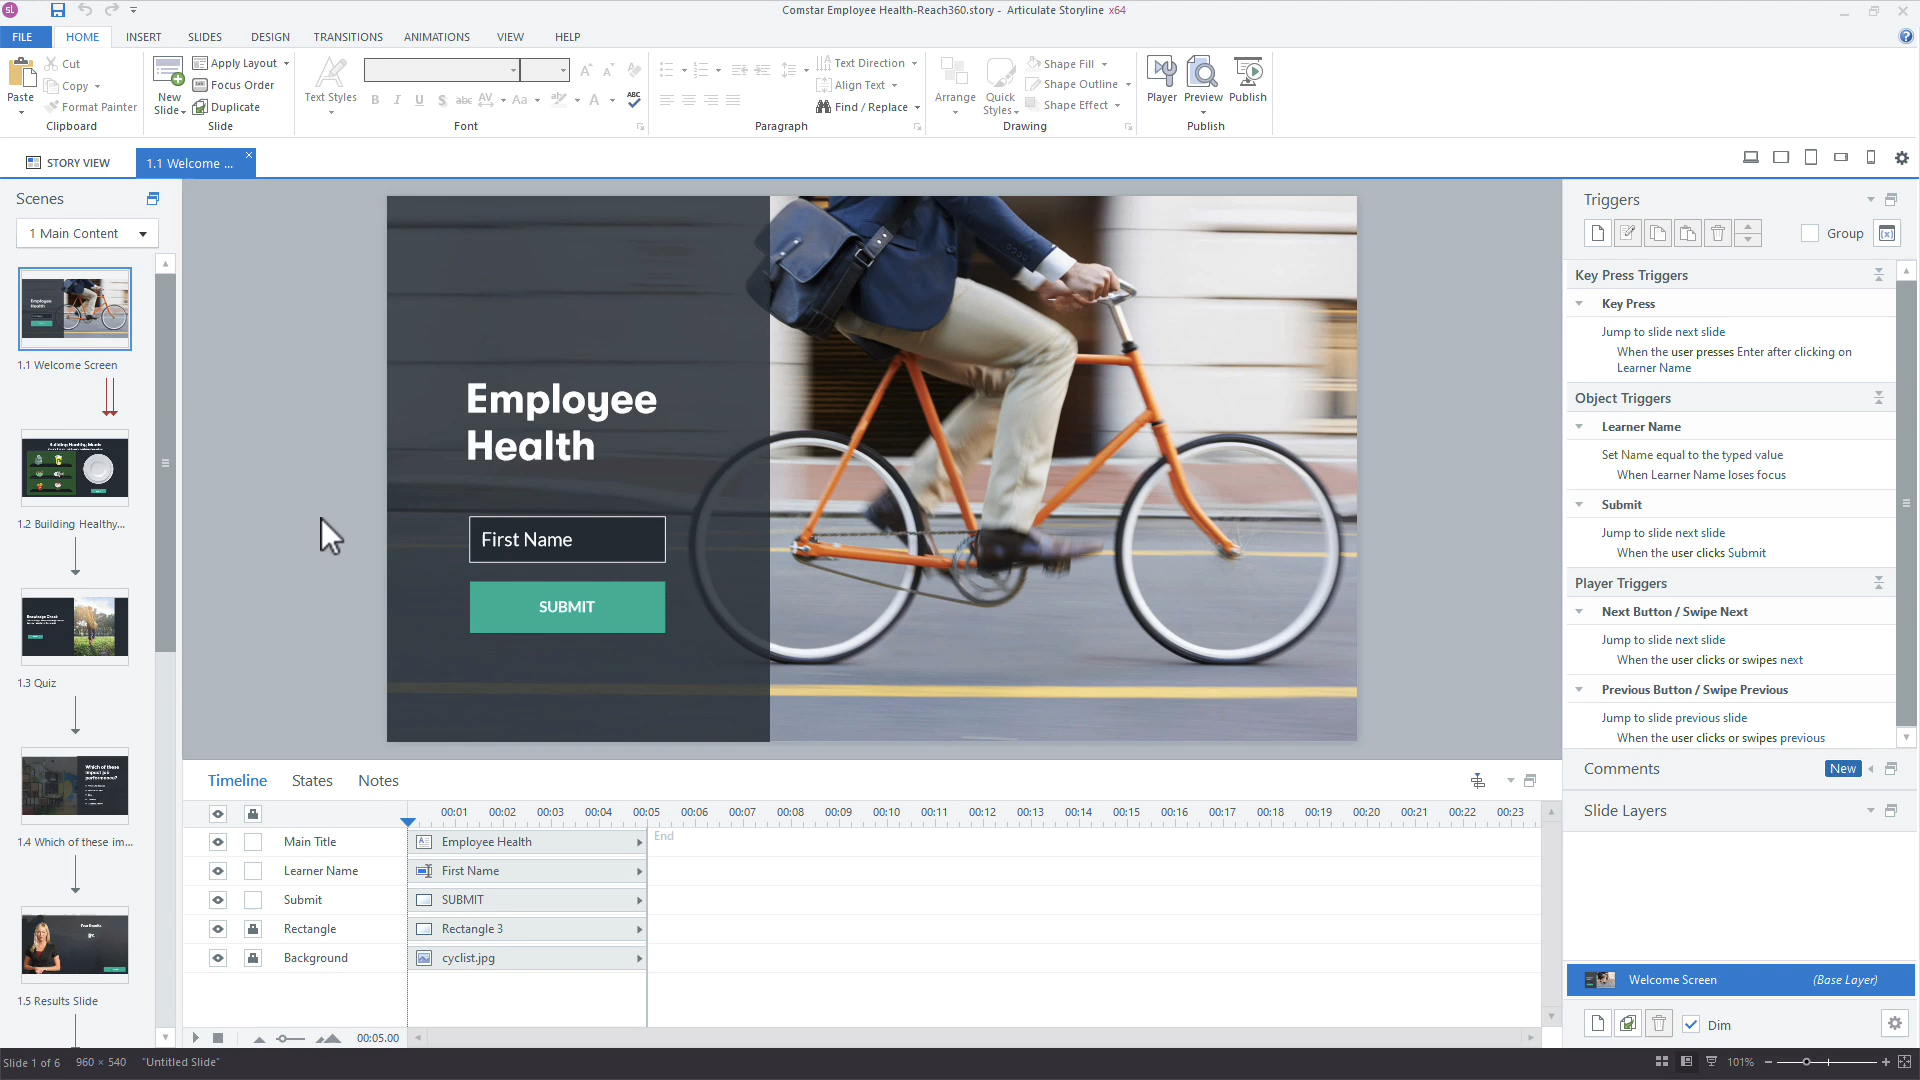 Comstar Employee Health-Reach360.story - Articulate Storyline x64
FILE HOME INSERT SLIDES DESIGN TRANSITIONS ANIMATIONS VIEW HELP
Paste
Cut
Copy
Format Painter
Clipboard
New Slide
Apply Layout
Focus Order
Duplicate
Slide
Text Styles
B I U S abc AV Aa A ABC
Font
Text Direction
Align Text
Find / Replace
Paragraph
Arrange
Quick Styles
Shape Fill
Shape Outline
Shape Effect
Drawing
Player
Preview
Publish
Publish
STORY VIEW
1.1 Welcome ...
Scenes
1 Main Content
Employee
Health
1.1 Welcome Screen
1.2 Building Healthy...
1.3 Quiz
Which of these
impact job
performance?
1.4 Which of these im...
1.5 Results Slide
Employee
Health
First Name
SUBMIT
Triggers
Group
Key Press Triggers
Key Press
Jump to slide next slide
When the user presses Enter after clicking on
Learner Name
Object Triggers
Learner Name
Set Name equal to the typed value
When Learner Name loses focus
Submit
Jump to slide next slide
When the user clicks Submit
Player Triggers
Next Button / Swipe Next
Jump to slide next slide
When the user clicks or swipes next
Previous Button / Swipe Previous
Jump to slide previous slide
When the user clicks or swipes previous
Comments
New
Slide Layers
Welcome Screen (Base Layer)
Dim
Timeline States Notes
00:01 00:02 00:03 00:04 00:05 00:06 00:07 00:08 00:09 00:10 00:11 00:12 00:13 00:14 00:15 00:16 00:17 00:18 00:19 00:20 00:21 00:22 00:23
End
Main Title Employee Health
Learner Name First Name
Submit SUBMIT
Rectangle Rectangle 3
Background cyclist.jpg
00:05.00
Slide 1 of 6 960 × 540 "Untitled Slide"
101%